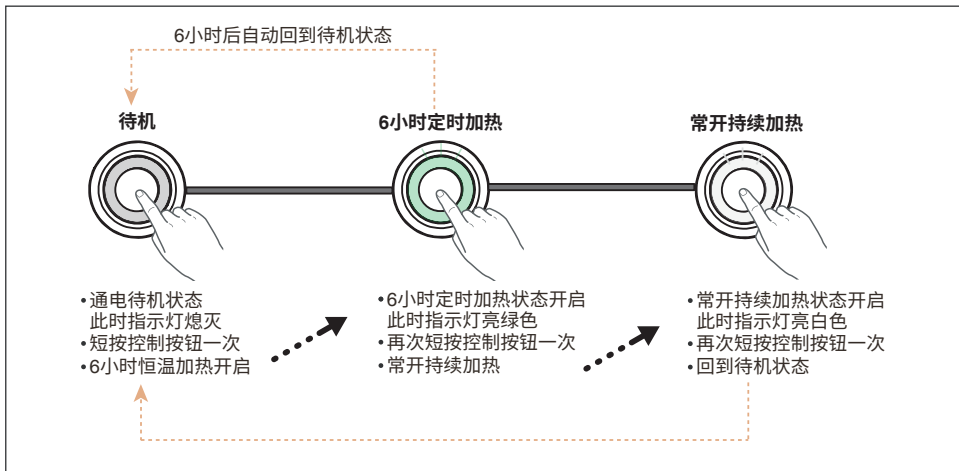 6小时后自动回到待机状态
待机
6小时定时加热
常开持续加热
•通电待机状态
此时指示灯熄灭
•短按控制按钮一次
•6小时恒温加热开启
•6小时定时加热状态开启
此时指示灯亮绿色
•再次短按控制按钮一次
•常开持续加热
•常开持续加热状态开启
此时指示灯亮白色
•再次短按控制按钮一次
•回到待机状态